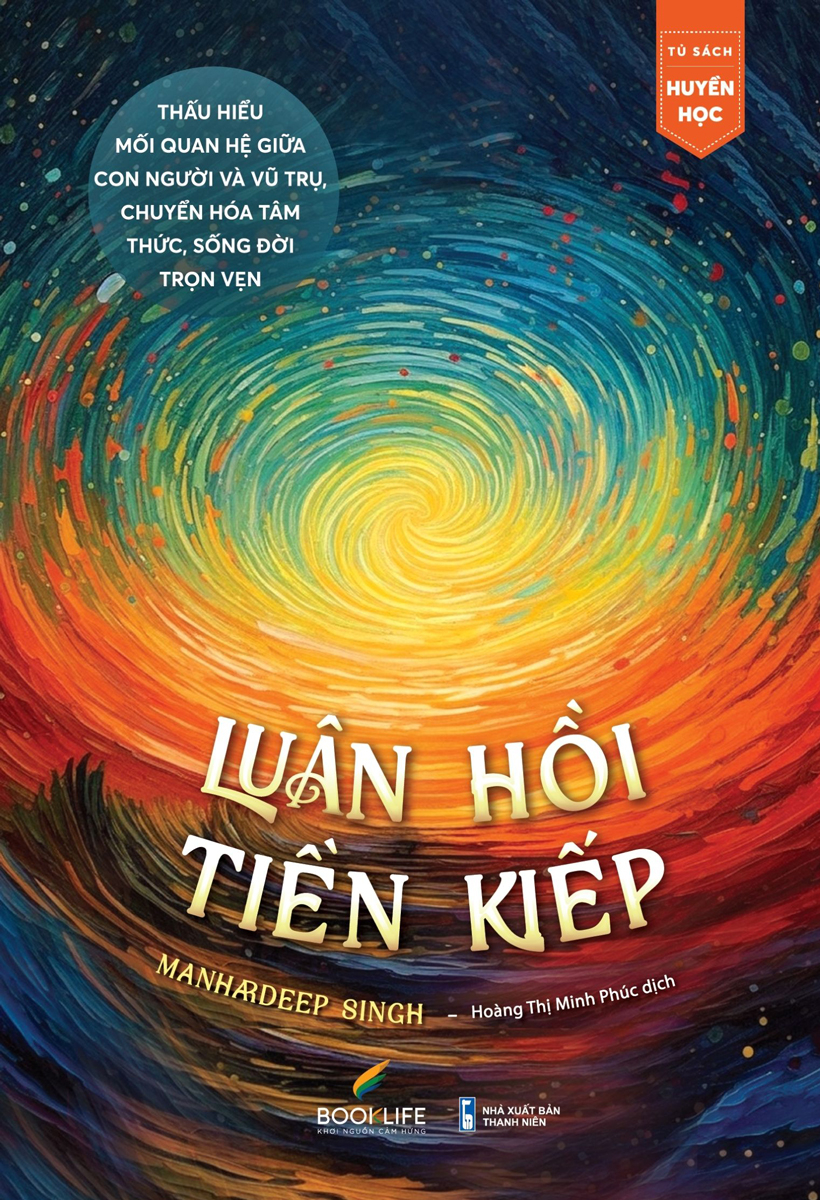 TỦ SÁCH
HUYỀN
HỌC
THẤU HIỂU
MỐI QUAN HỆ GIỮA
CON NGƯỜI VÀ VŨ TRỤ,
CHUYỂN HÓA TÂM
THỨC, SỐNG ĐỜI
TRỌN VẸN
LUÂN HỒI
TIỀN KIẾP
MANHARDEEP SINGH – Hoàng Thị Minh Phúc dịch
BOOKLIFE
KHƠI NGUỒN CẢM HỨNG
NHÀ XUẤT BẢN
THANH NIÊN